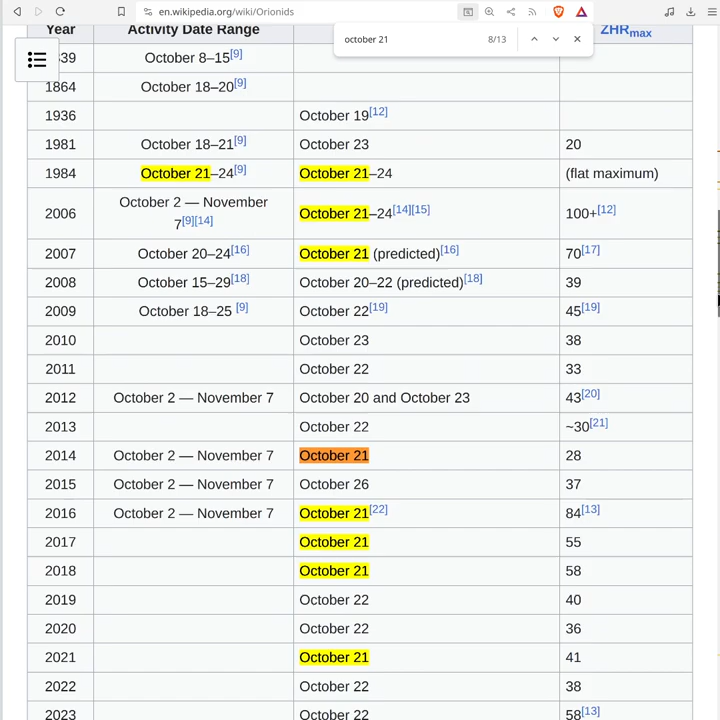 en.wikipedia.org/wiki/Orionids
october 21 8/13
Year Activity Date Range ZHRmax
39 October 8–15[9]
1864 October 18–20[9]
1936 October 19[12]
1981 October 18–21[9] October 23 20
1984 October 21–24[9] October 21–24 (flat maximum)
2006 October 2 — November 7[9][14] October 21–24[14][15] 100+[12]
2007 October 20–24[16] October 21 (predicted)[16] 70[17]
2008 October 15–29[18] October 20–22 (predicted)[18] 39
2009 October 18–25 [9] October 22[19] 45[19]
2010 October 23 38
2011 October 22 33
2012 October 2 — November 7 October 20 and October 23 43[20]
2013 October 22 ~30[21]
2014 October 2 — November 7 October 21 28
2015 October 2 — November 7 October 26 37
2016 October 2 — November 7 October 21[22] 84[13]
2017 October 21 55
2018 October 21 58
2019 October 22 40
2020 October 22 36
2021 October 21 41
2022 October 22 38
2023 October 22 58[13]